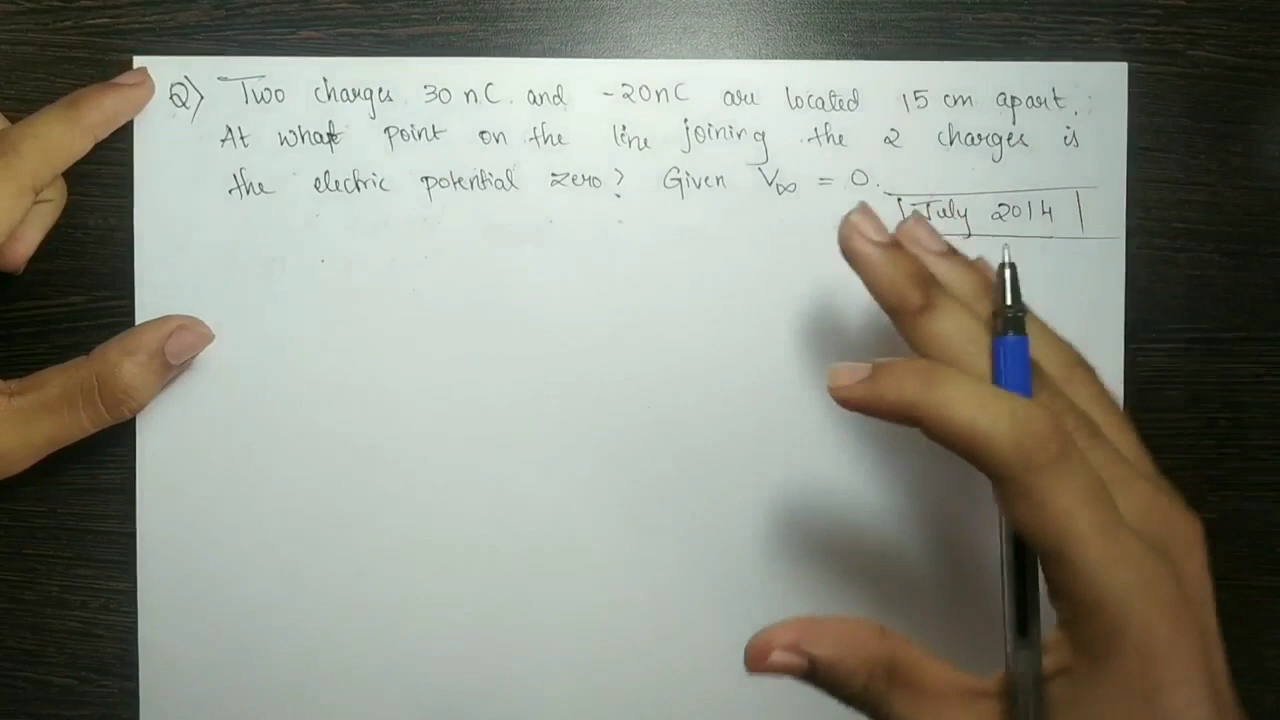 Q) Two charges 30 nC. and -20nC are located 15 cm apart.
At what point on the line joining the 2 charges is
the electric potential zero? Given V∞ = 0.
July 2014